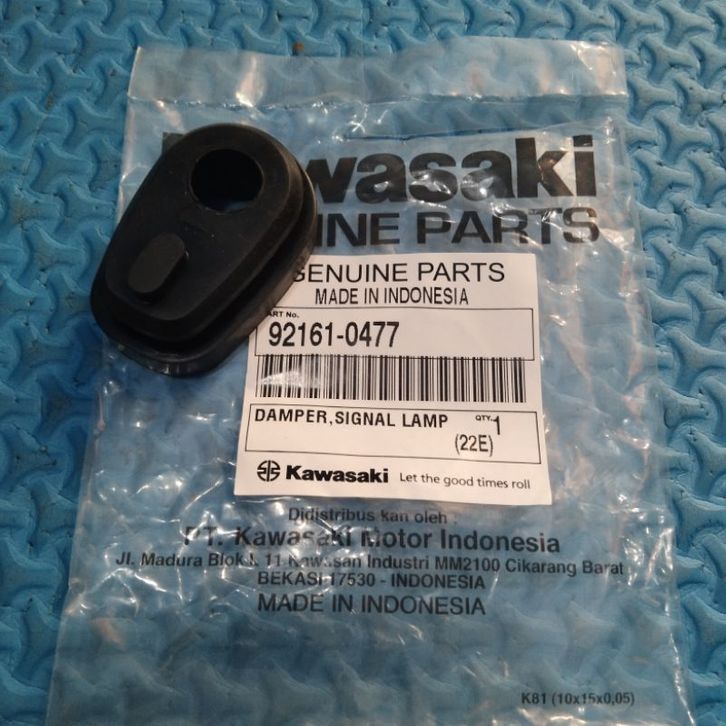 wasaki
INE PARTS
GENUINE PARTS
MADE IN INDONESIA
PART No.
92161-0477
DAMPER,SIGNAL LAMP QTY.1
(22E)
Kawasaki Let the good times roll
Didistribus kan oleh :
PT. Kawasaki Motor Indonesia
Jl. Madura Blok L 11 Kawasan Industri MM2100 Cikarang Barat
BEKASI 17530 - INDONESIA
MADE IN INDONESIA
K81 (10x15x0,05)